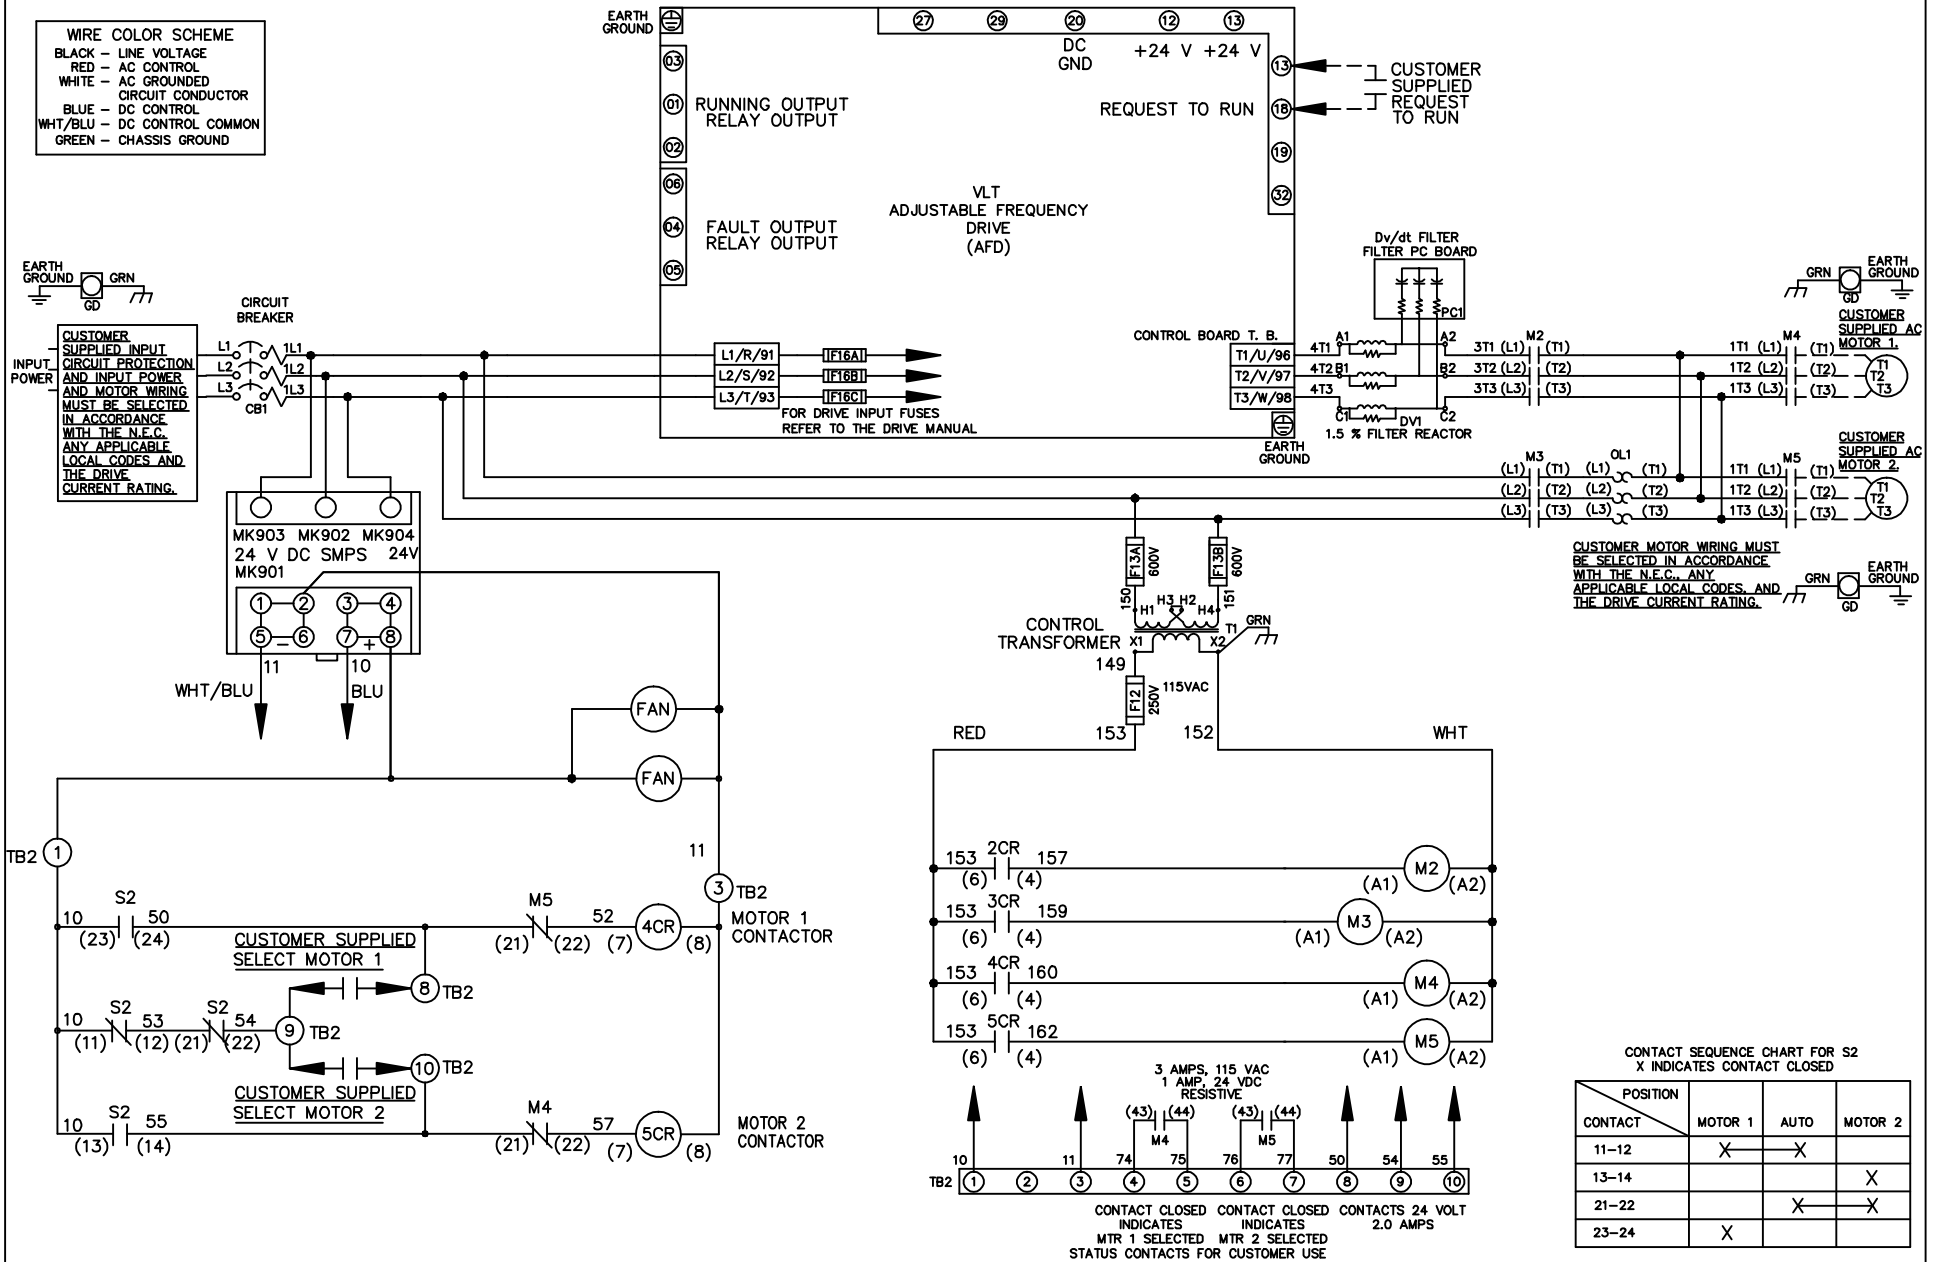 WIRE COLOR SCHEME
BLACK – LINE VOLTAGE
RED – AC CONTROL
WHITE – AC GROUNDED
CIRCUIT CONDUCTOR
BLUE – DC CONTROL
WHT/BLU – DC CONTROL COMMON
GREEN – CHASSIS GROUND
EARTH
GROUND
27 29 20 12 13
DC
GND
+24 V +24 V
03
01
02
RUNNING OUTPUT
RELAY OUTPUT
06
04
05
FAULT OUTPUT
RELAY OUTPUT
VLT
ADJUSTABLE FREQUENCY
DRIVE
(AFD)
REQUEST TO RUN
13
18
19
32
CUSTOMER
SUPPLIED
REQUEST
TO RUN
EARTH
GROUND
GRN
GD
INPUT
POWER
CUSTOMER
SUPPLIED INPUT
CIRCUIT PROTECTION
AND INPUT POWER
AND MOTOR WIRING
MUST BE SELECTED
IN ACCORDANCE
WITH THE N.E.C.
ANY APPLICABLE
LOCAL CODES AND
THE DRIVE
CURRENT RATING.
CIRCUIT
BREAKER
L1 1L1
L2 1L2
L3 1L3
CB1
L1/R/91 F16A
L2/S/92 F16B
L3/T/93 F16C
FOR DRIVE INPUT FUSES
REFER TO THE DRIVE MANUAL
CONTROL BOARD T. B.
T1/U/96
T2/V/97
T3/W/98
EARTH
GROUND
Dv/dt FILTER
FILTER PC BOARD
PC1
4T1 A1 A2
4T2 B1 B2
4T3 C1 C2
DV1
1.5 % FILTER REACTOR
M2
3T1 (L1) (T1)
3T2 (L2) (T2)
3T3 (L3) (T3)
M4
1T1 (L1) (T1)
1T2 (L2) (T2)
1T3 (L3) (T3)
GRN
GD
EARTH
GROUND
CUSTOMER
SUPPLIED AC
MOTOR 1.
T1
T2
T3
M3
(L1) (T1)
(L2) (T2)
(L3) (T3)
OL1
(L1) (T1)
(L2) (T2)
(L3) (T3)
M5
1T1 (L1) (T1)
1T2 (L2) (T2)
1T3 (L3) (T3)
CUSTOMER
SUPPLIED AC
MOTOR 2.
T1
T2
T3
CUSTOMER MOTOR WIRING MUST
BE SELECTED IN ACCORDANCE
WITH THE N.E.C., ANY
APPLICABLE LOCAL CODES, AND
THE DRIVE CURRENT RATING.
GRN
GD
EARTH
GROUND
MK903 MK902 MK904
24 V DC SMPS 24V
MK901
1 2 3 4
5 – 6 7 + 8
11 10
WHT/BLU BLU
FAN
FAN
F13A
600V
F13B
600V
150 151
H1 H3 H2 H4
CONTROL
TRANSFORMER
X1 X2 T1
GRN
149
F12
250V
115VAC
153 152
RED WHT
TB2 1
11
3 TB2
S2
10 50
(23) (24)
M5
52
(21) (22) (7) 4CR (8)
MOTOR 1
CONTACTOR
CUSTOMER SUPPLIED
SELECT MOTOR 1
8 TB2
S2 S2
10 53 54
(11) (12) (21) (22)
9 TB2
10 TB2
CUSTOMER SUPPLIED
SELECT MOTOR 2
S2
10 55
(13) (14)
M4
57
(21) (22) (7) 5CR (8)
MOTOR 2
CONTACTOR
153 2CR 157
(6) (4) (A1) M2 (A2)
153 3CR 159
(6) (4) (A1) M3 (A2)
153 4CR 160
(6) (4) (A1) M4 (A2)
153 5CR 162
(6) (4) (A1) M5 (A2)
3 AMPS, 115 VAC
1 AMP, 24 VDC
RESISTIVE
(43) (44) (43) (44)
M4 M5
10 11 74 75 76 77 50 54 55
TB2 1 2 3 4 5 6 7 8 9 10
CONTACT CLOSED
INDICATES
MTR 1 SELECTED
CONTACT CLOSED
INDICATES
MTR 2 SELECTED
STATUS CONTACTS FOR CUSTOMER USE
CONTACTS 24 VOLT
2.0 AMPS
CONTACT SEQUENCE CHART FOR S2
X INDICATES CONTACT CLOSED
POSITION
CONTACT MOTOR 1 AUTO MOTOR 2
11–12 X X
13–14 X
21–22 X X
23–24 X